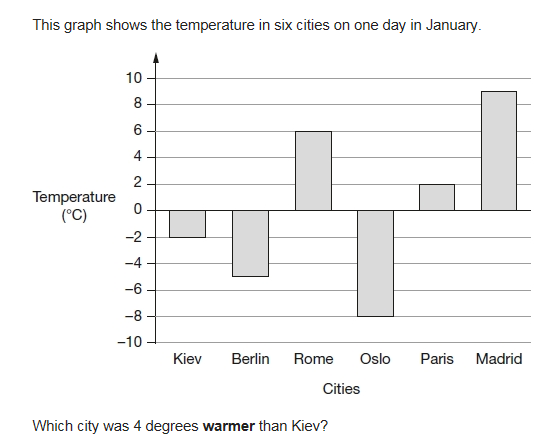 This graph shows the temperature in six cities on one day in January.
10
8
6
4
2
Temperature
(°C)
0
–2
–4
–6
–8
–10
Kiev Berlin Rome Oslo Paris Madrid
Cities
Which city was 4 degrees warmer than Kiev?